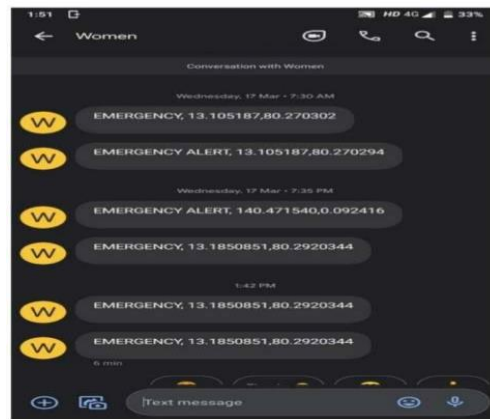 1:51 HD 4G 33%
Women
Conversation with Women
Wednesday, 17 Mar • 7:30 AM
W EMERGENCY, 13.105187,80.270302
W EMERGENCY ALERT, 13.105187,80.270294
Wednesday, 17 Mar • 7:35 PM
W EMERGENCY ALERT, 140.471540,0.092416
W EMERGENCY, 13.1850851,80.2920344
1:42 PM
W EMERGENCY, 13.1850851,80.2920344
W EMERGENCY, 13.1850851,80.2920344
6 min
Text message